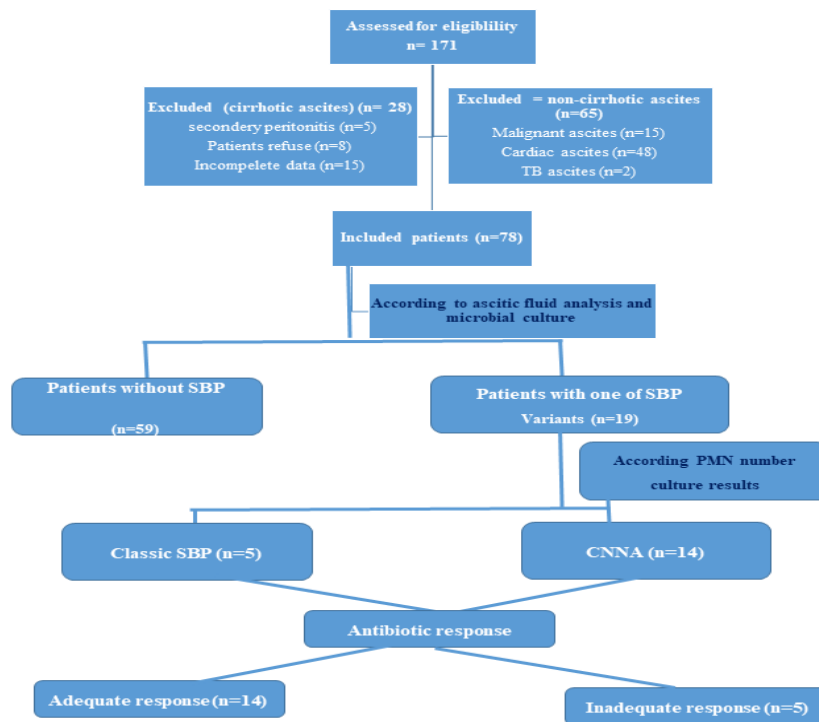 Assessed for eligiblility
n= 171
Excluded (cirrhotic ascites) (n= 28)
secondery peritonitis (n=5)
Patients refuse (n=8)
Incompelete data (n=15)
Excluded = non-cirrhotic ascites
(n=65)
Malignant ascites (n=15)
Cardiac ascites (n=48)
TB ascites (n=2)
Included patients (n=78)
According to ascitic fluid analysis and
microbial culture
Patients without SBP
(n=59)
Patients with one of SBP
Variants (n=19)
According PMN number
culture results
Classic SBP (n=5)
CNNA (n=14)
Antibiotic response
Adequate response (n=14)
Inadequate response (n=5)